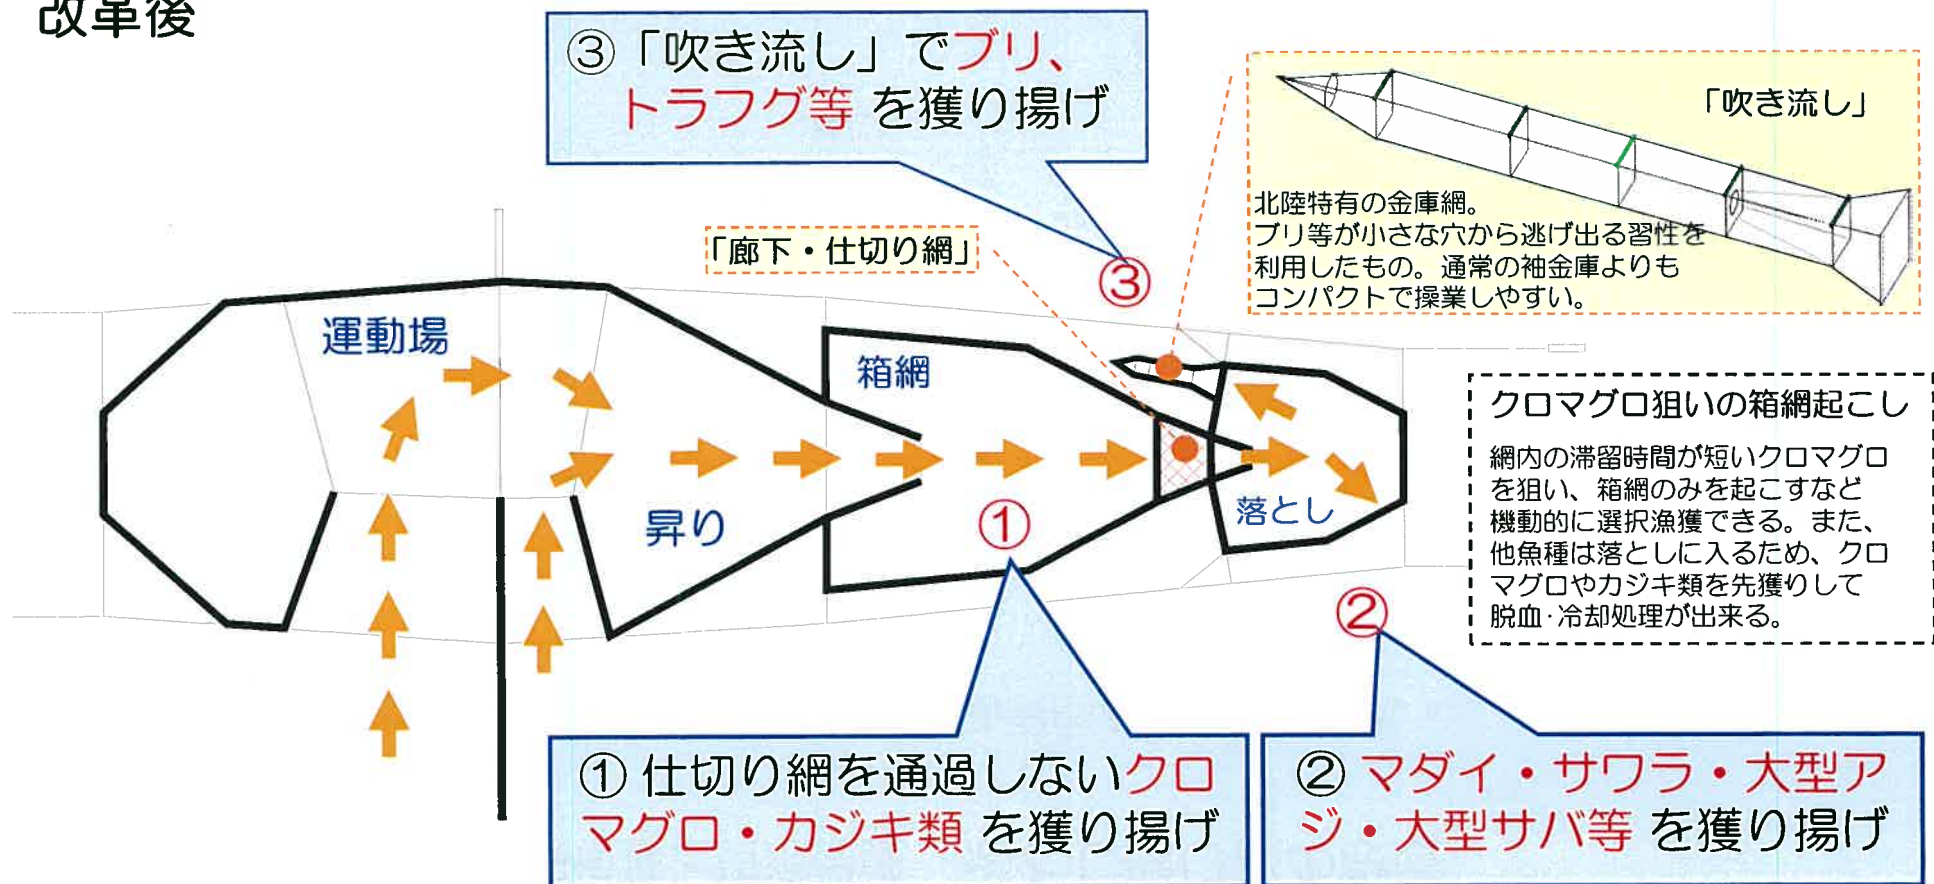 改革後
③「吹き流し」でブリ、
トラフグ等 を獲り揚げ
「吹き流し」
北陸特有の金庫網。
ブリ等が小さな穴から逃げ出る習性を
利用したもの。通常の袖金庫よりも
コンパクトで操業しやすい。
「廊下・仕切り網」
③
運動場
箱網
クロマグロ狙いの箱網起こし
網内の滞留時間が短いクロマグロ
を狙い、箱網のみを起こすなど
機動的に選択漁獲できる。また、
他魚種は落としに入るため、クロ
マグロやカジキ類を先獲りして
脱血・冷却処理が出来る。
昇り
①
落とし
②
① 仕切り網を通過しないクロ
マグロ・カジキ類 を獲り揚げ
② マダイ・サワラ・大型ア
ジ・大型サバ等 を獲り揚げ